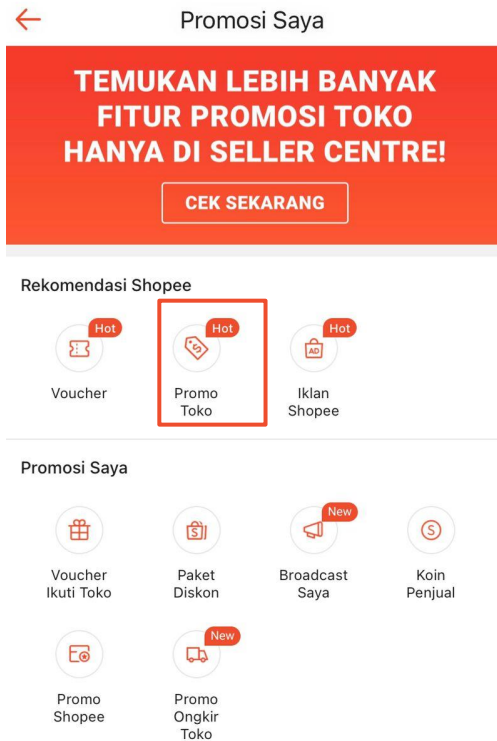 Promosi Saya
TEMUKAN LEBIH BANYAK
FITUR PROMOSI TOKO
HANYA DI SELLER CENTRE!
CEK SEKARANG
Rekomendasi Shopee
Hot
Hot
Hot
AD
Voucher
Promo
Toko
Iklan
Shopee
Promosi Saya
New
Voucher
Ikuti Toko
Paket
Diskon
Broadcast
Saya
Koin
Penjual
New
Promo
Shopee
Promo
Ongkir
Toko